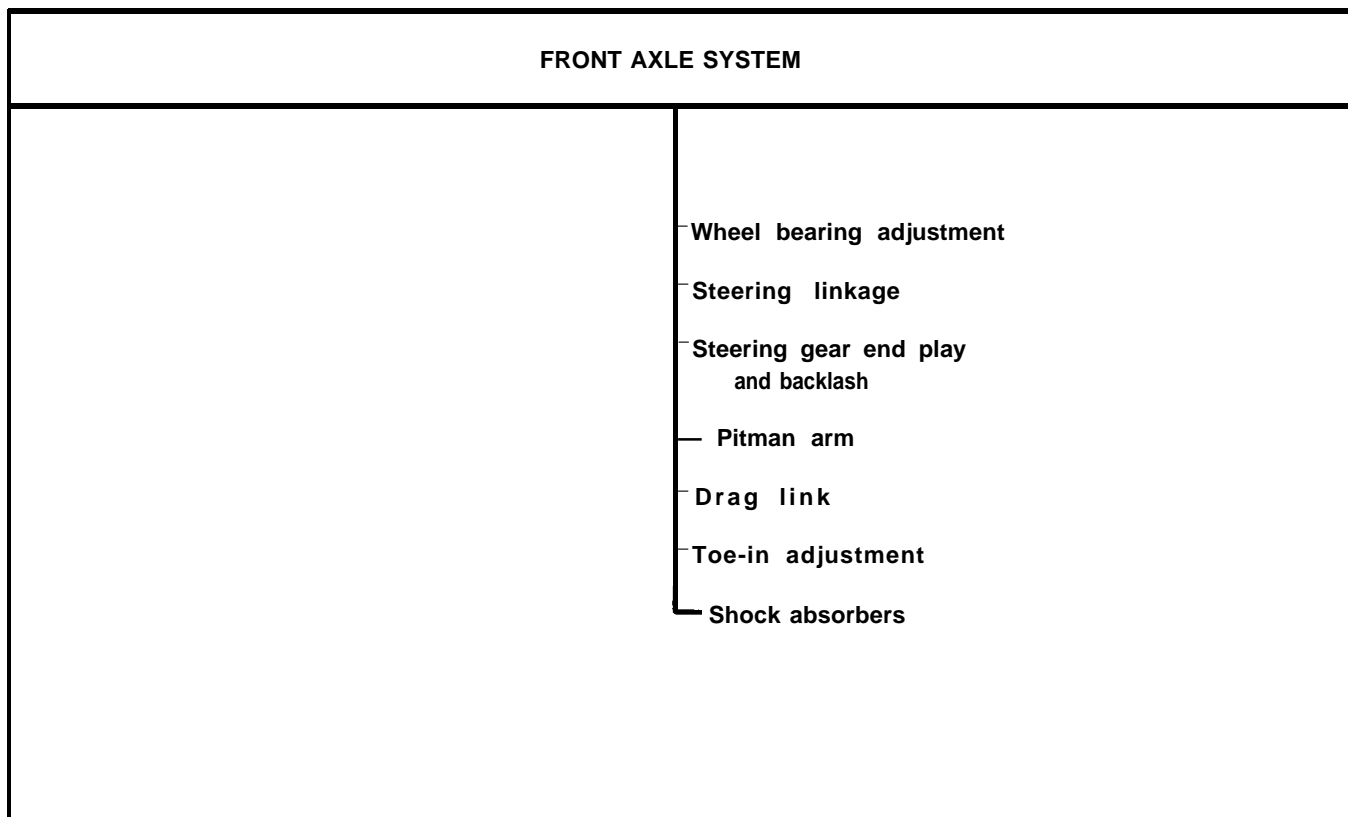 FRONT AXLE SYSTEM
Wheel bearing adjustment
Steering linkage
Steering gear end play
and backlash
Pitman arm
Drag link
Toe-in adjustment
Shock absorbers